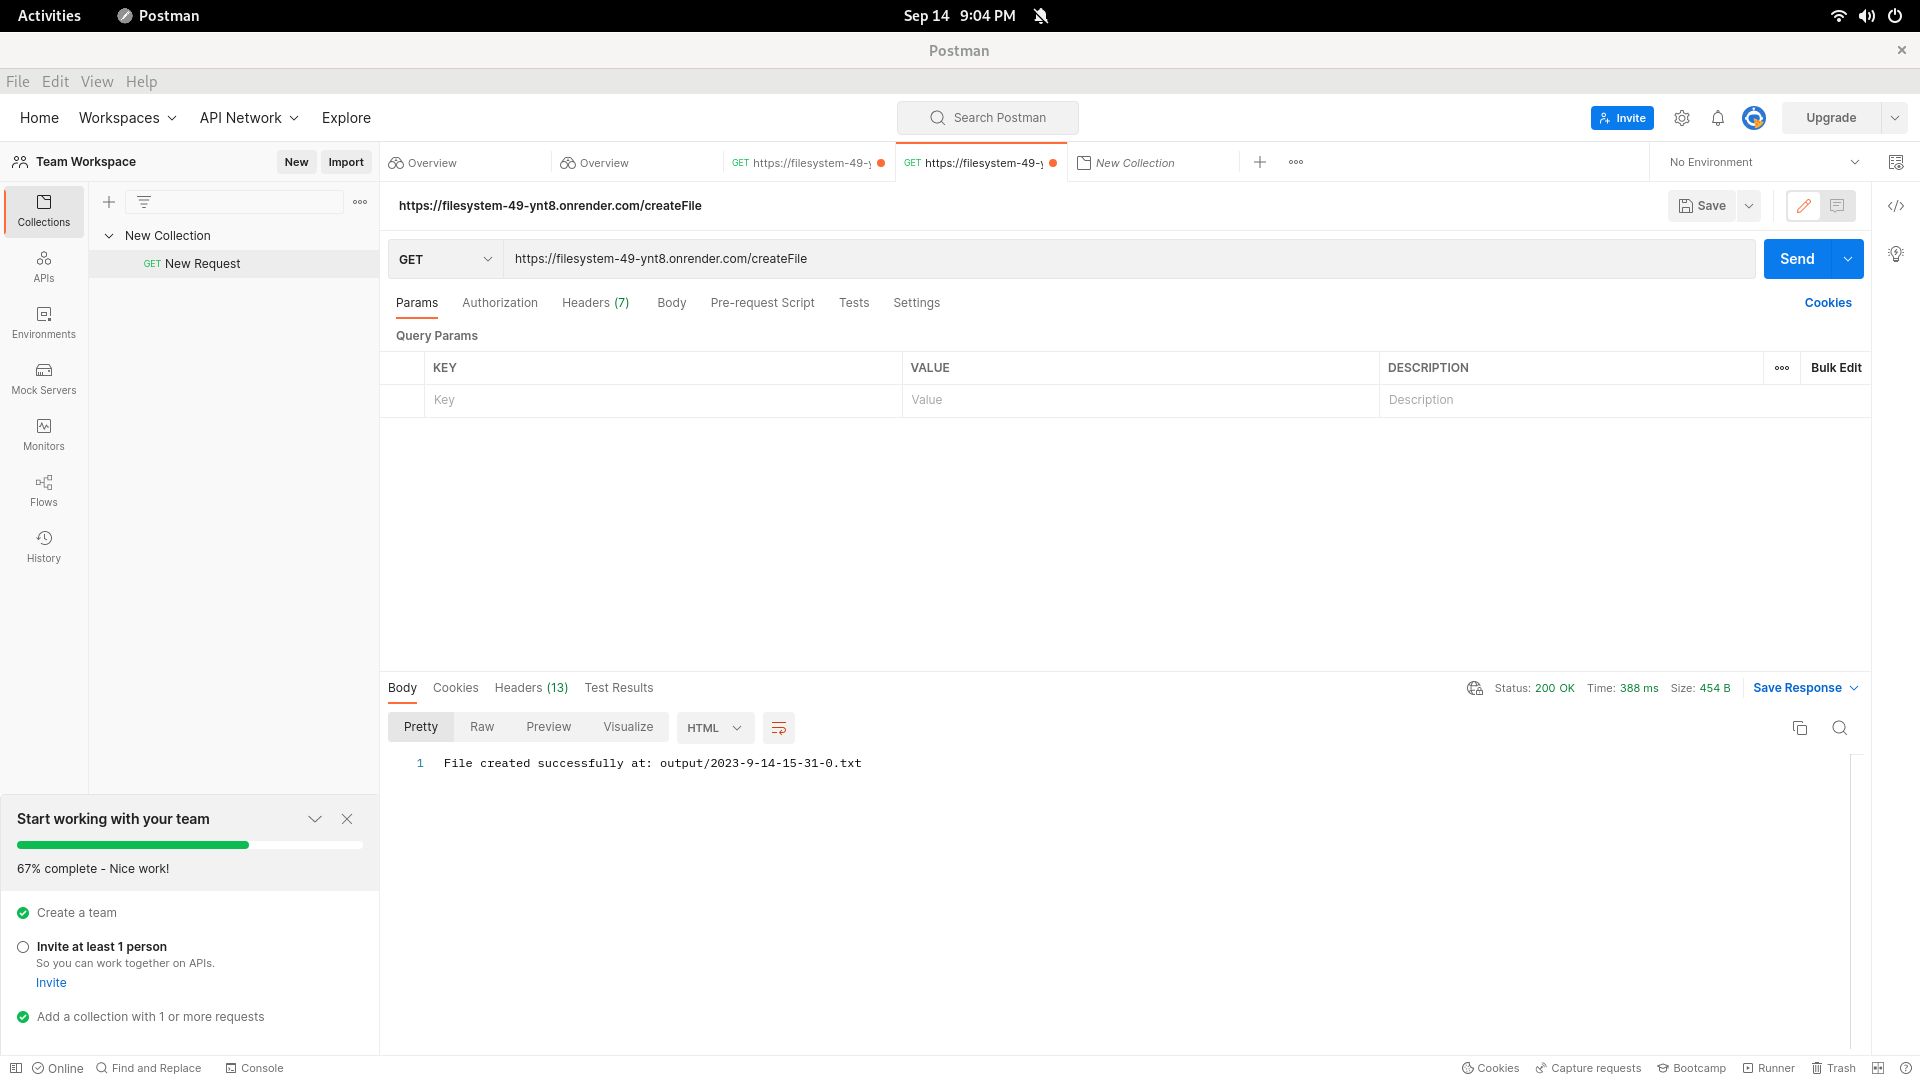 Activities
Postman
Sep 14 9:04 PM
Postman
File Edit View Help
Home Workspaces API Network Explore
Search Postman
Invite
Upgrade
Team Workspace
New Import
Overview
Overview
GET https://filesystem-49-y
GET https://filesystem-49-y
New Collection
No Environment
Collections
APIs
Environments
Mock Servers
Monitors
Flows
History
New Collection
GET New Request
https://filesystem-49-ynt8.onrender.com/createFile
Save
GET
https://filesystem-49-ynt8.onrender.com/createFile
Send
Params Authorization Headers (7) Body Pre-request Script Tests Settings
Cookies
Query Params
KEY VALUE DESCRIPTION Bulk Edit
Key Value Description
Body Cookies Headers (13) Test Results
Status: 200 OK Time: 388 ms Size: 454 B Save Response
Pretty Raw Preview Visualize HTML
1 File created successfully at: output/2023-9-14-15-31-0.txt
Start working with your team
67% complete - Nice work!
Create a team
Invite at least 1 person
So you can work together on APIs.
Invite
Add a collection with 1 or more requests
Online Find and Replace Console
Cookies Capture requests Bootcamp Runner Trash